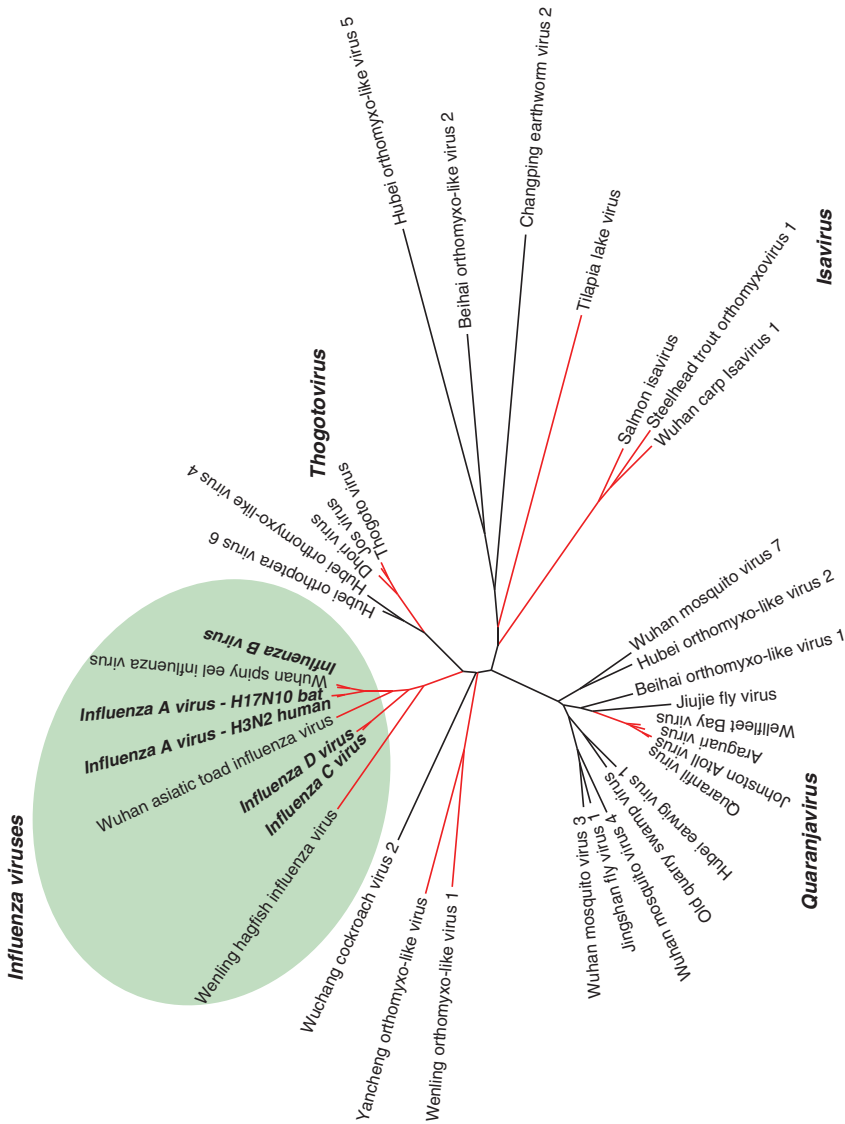 Hubei orthomyxo-like virus 5
Beihai orthomyxo-like virus 2
Changping earthworm virus 2
Tilapia lake virus
Isavirus
Salmon isavirus
Steelhead trout orthomyxovirus 1
Wuhan carp Isavirus 1
Thogotovirus
Thogoto virus
Jos virus
Dhori virus
Hubei orthomyxo-like virus 4
Hubei orthoptera virus 6
Influenza viruses
Influenza B virus
Wuhan spiny eel influenza virus
Influenza A virus - H17N10 bat
Influenza A virus - H3N2 human
Wuhan asiatic toad influenza virus
Influenza D virus
Influenza C virus
Wenling hagfish influenza virus
Wuchang cockroach virus 2
Yancheng orthomyxo-like virus
Wenling orthomyxo-like virus 1
Wuhan mosquito virus 7
Hubei orthomyxo-like virus 2
Beihai orthomyxo-like virus 1
Jinjie fly virus
Wellfleet Bay virus
Araguari virus
Johnston Atoll virus
Quaranfil virus
Quaranjavirus
Hubei earwig virus 1
Old quarry swamp virus
Wuhan mosquito virus 4
Jingshan fly virus 1
Wuhan mosquito virus 3